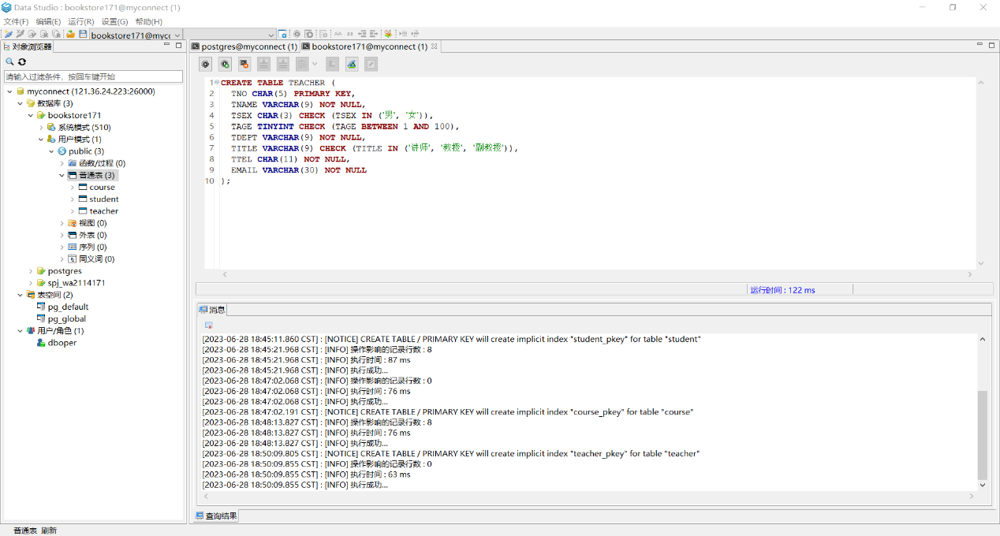 Data Studio : bookstore171@myconnect (1)
文件(F) 编辑(E) 运行(R) 设置(G) 帮助(H)
bookstore171@mycc
对象浏览器
请输入过滤条件，按回车键开始
myconnect (121.36.24.223:26000)
数据库 (3)
bookstore171
系统模式 (510)
用户模式 (1)
public (3)
函数/过程 (0)
普通表 (3)
course
student
teacher
视图 (0)
外表 (0)
序列 (0)
同义词 (0)
postgres
spj_wa2114171
表空间 (2)
pg_default
pg_global
用户/角色 (1)
dboper
postgres@myconnect (1) bookstore171@myconnect (1)
1 CREATE TABLE TEACHER (
2 TNO CHAR(5) PRIMARY KEY,
3 TNAME VARCHAR(9) NOT NULL,
4 TSEX CHAR(3) CHECK (TSEX IN ('男', '女')),
5 TAGE TINYINT CHECK (TAGE BETWEEN 1 AND 100),
6 TDEPT VARCHAR(9) NOT NULL,
7 TITLE VARCHAR(9) CHECK (TITLE IN ('讲师', '教授', '副教授')),
8 TTEL CHAR(11) NOT NULL,
9 EMAIL VARCHAR(30) NOT NULL
10 );
运行时间 : 122 ms
消息
[2023-06-28 18:45:11.860 CST] : [NOTICE] CREATE TABLE / PRIMARY KEY will create implicit index "student_pkey" for table "student"
[2023-06-28 18:45:21.968 CST] : [INFO] 操作影响的记录行数 : 8
[2023-06-28 18:45:21.968 CST] : [INFO] 执行时间 : 87 ms
[2023-06-28 18:45:21.968 CST] : [INFO] 执行成功...
[2023-06-28 18:47:02.068 CST] : [INFO] 操作影响的记录行数 : 0
[2023-06-28 18:47:02.068 CST] : [INFO] 执行时间 : 76 ms
[2023-06-28 18:47:02.068 CST] : [INFO] 执行成功...
[2023-06-28 18:47:02.191 CST] : [NOTICE] CREATE TABLE / PRIMARY KEY will create implicit index "course_pkey" for table "course"
[2023-06-28 18:48:13.827 CST] : [INFO] 操作影响的记录行数 : 8
[2023-06-28 18:48:13.827 CST] : [INFO] 执行时间 : 76 ms
[2023-06-28 18:48:13.827 CST] : [INFO] 执行成功...
[2023-06-28 18:50:09.805 CST] : [NOTICE] CREATE TABLE / PRIMARY KEY will create implicit index "teacher_pkey" for table "teacher"
[2023-06-28 18:50:09.855 CST] : [INFO] 操作影响的记录行数 : 0
[2023-06-28 18:50:09.855 CST] : [INFO] 执行时间 : 63 ms
[2023-06-28 18:50:09.855 CST] : [INFO] 执行成功...
查询结果
普通表 刷新